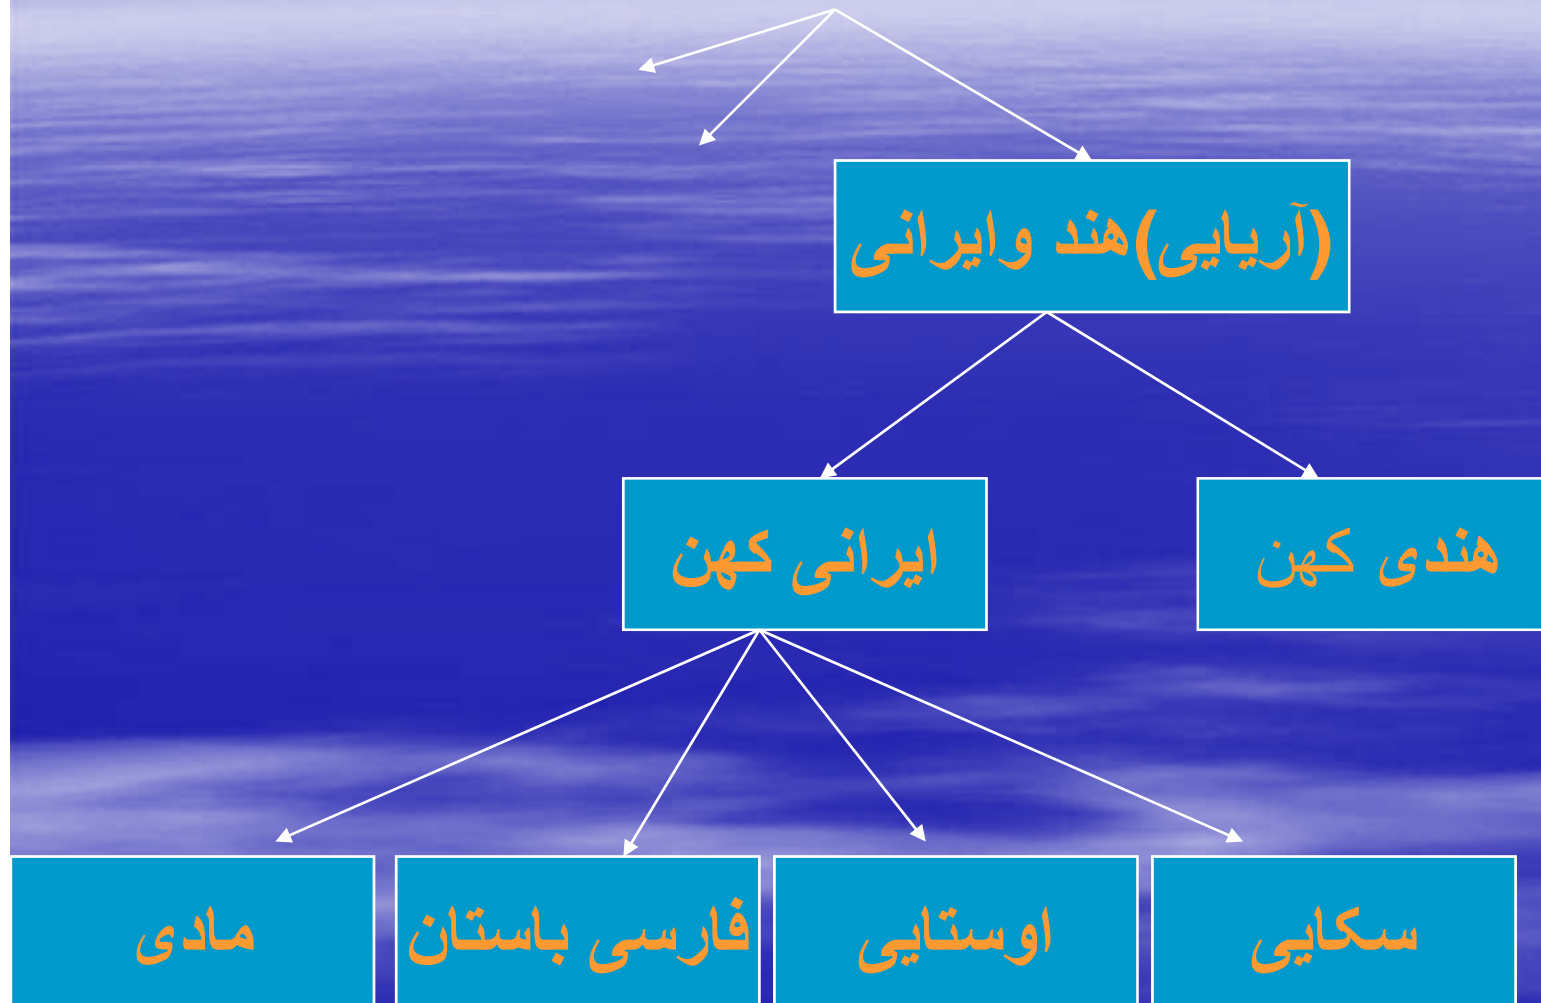 (آریایی)هند وایرانی
هندی کهن
ایرانی کهن
سکایی
اوستایی
فارسی باستان
مادی